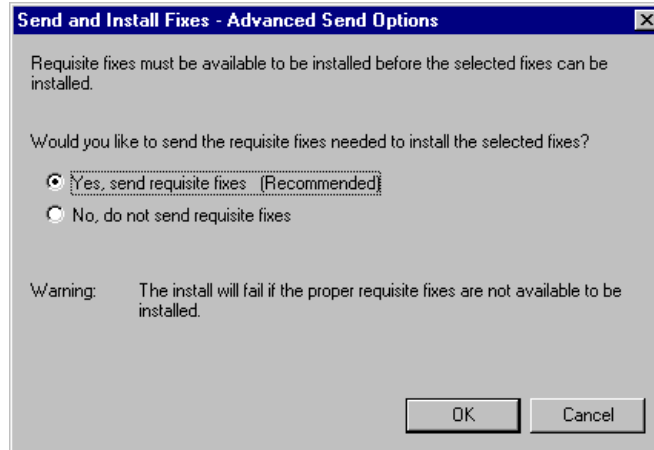 Send and Install Fixes - Advanced Send Options
Requisite fixes must be available to be installed before the selected fixes can be
installed.
Would you like to send the requisite fixes needed to install the selected fixes?
Yes, send requisite fixes (Recommended)
No, do not send requisite fixes
Warning: The install will fail if the proper requisite fixes are not available to be
installed.
OK Cancel